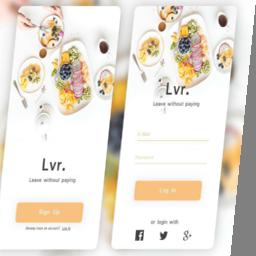 Lvr.
Leave without paying
Sign Up
Already have an account? Log In
Lvr.
Leave without paying
E-Mail
Password
Log In
or login with